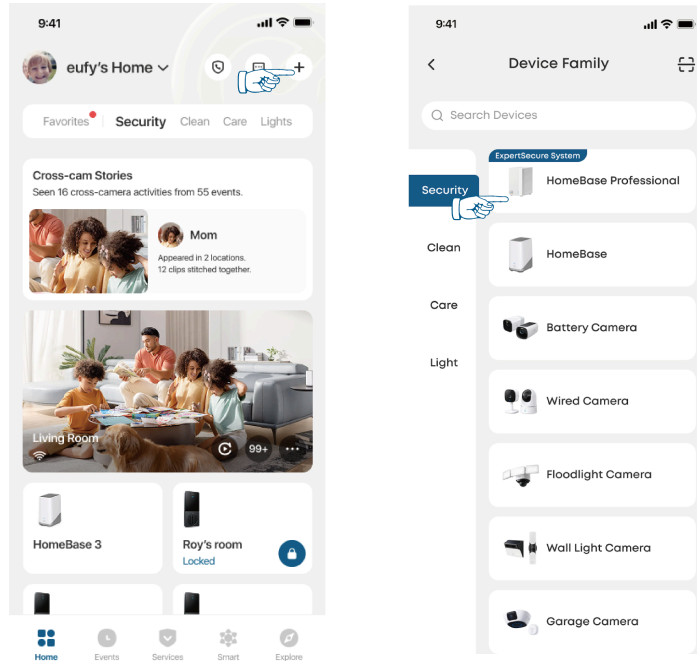 9:41
eufy's Home
Favorites Security Clean Care Lights
Cross-cam Stories
Seen 16 cross-camera activities from 55 events.
Mom
Appeared in 2 locations.
12 clips stitched together.
Living Room
99+
HomeBase 3
Roy's room
Locked
Home Events Services Smart Explore
9:41
Device Family
Search Devices
Security
Clean
Care
Light
ExpertSecure System
HomeBase Professional
HomeBase
Battery Camera
Wired Camera
Floodlight Camera
Wall Light Camera
Garage Camera